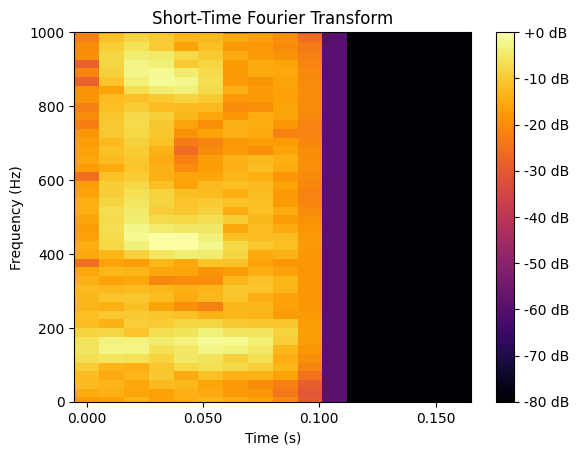 Short-Time Fourier Transform
1000
800
600
400
200
0
Frequency (Hz)
0.000
0.050
0.100
0.150
Time (s)
+0 dB
-10 dB
-20 dB
-30 dB
-40 dB
-50 dB
-60 dB
-70 dB
-80 dB